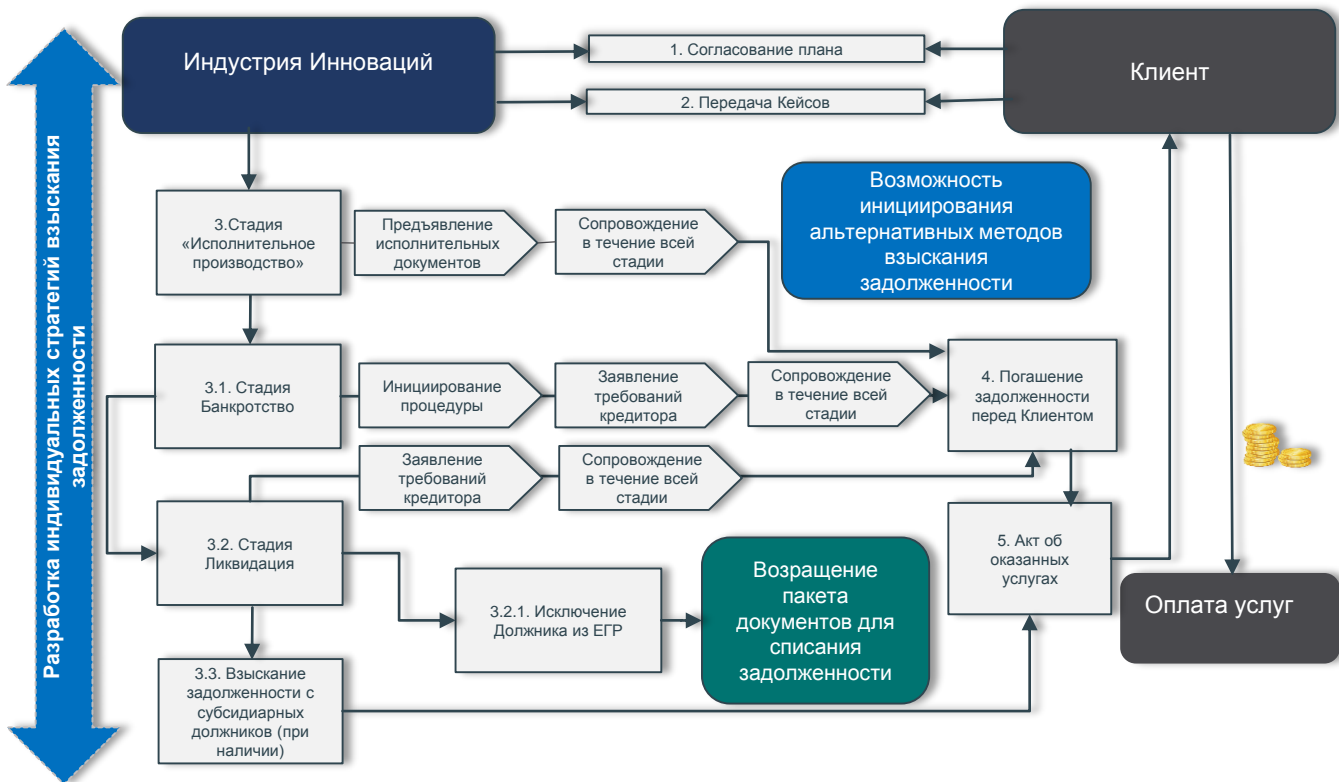 Индустрия Инноваций
1. Согласование плана
Клиент
2. Передача Кейсов
Разработка индивидуальных стратегий взыскания
задолженности
3.Стадия
«Исполнительное
производство»
Предъявление
исполнительных
документов
Сопровождение
в течение всей
стадии
Возможность
инициирования
альтернативных методов
взыскания
задолженности
3.1. Стадия
Банкротство
Инициирование
процедуры
Заявление
требований
кредитора
Сопровождение
в течение всей
стадии
4. Погашение
задолженности
перед Клиентом
Заявление
требований
кредитора
Сопровождение
в течение всей
стадии
3.2. Стадия
Ликвидация
5. Акт об
оказанных
услугах
3.2.1. Исключение
Должника из ЕГР
Возращение
пакета
документов для
списания
задолженности
Оплата услуг
3.3. Взыскание
задолженности с
субсидиарных
должников (при
наличии)